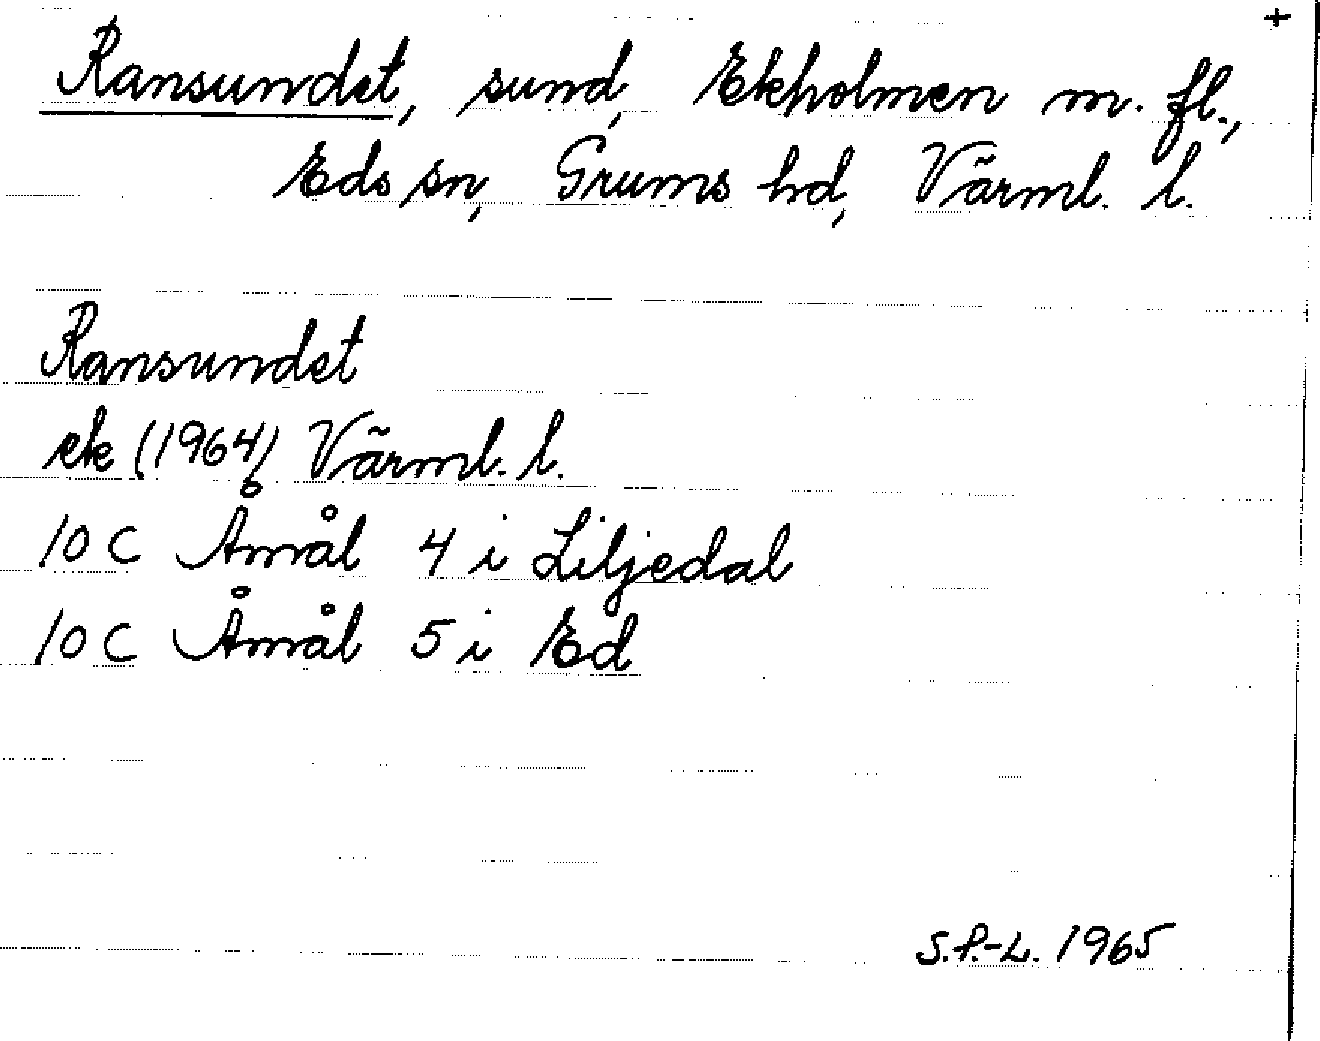 +
Ransundet, sund, Ekholmen m. fl.,
Eds sn, Grums hd, Värml. l.
Ransundet
ek (1964) Värml. l.
10 C Åmål 4 i Liljedal
10 C Åmål 5 i Ed
S.P.-L. 1965